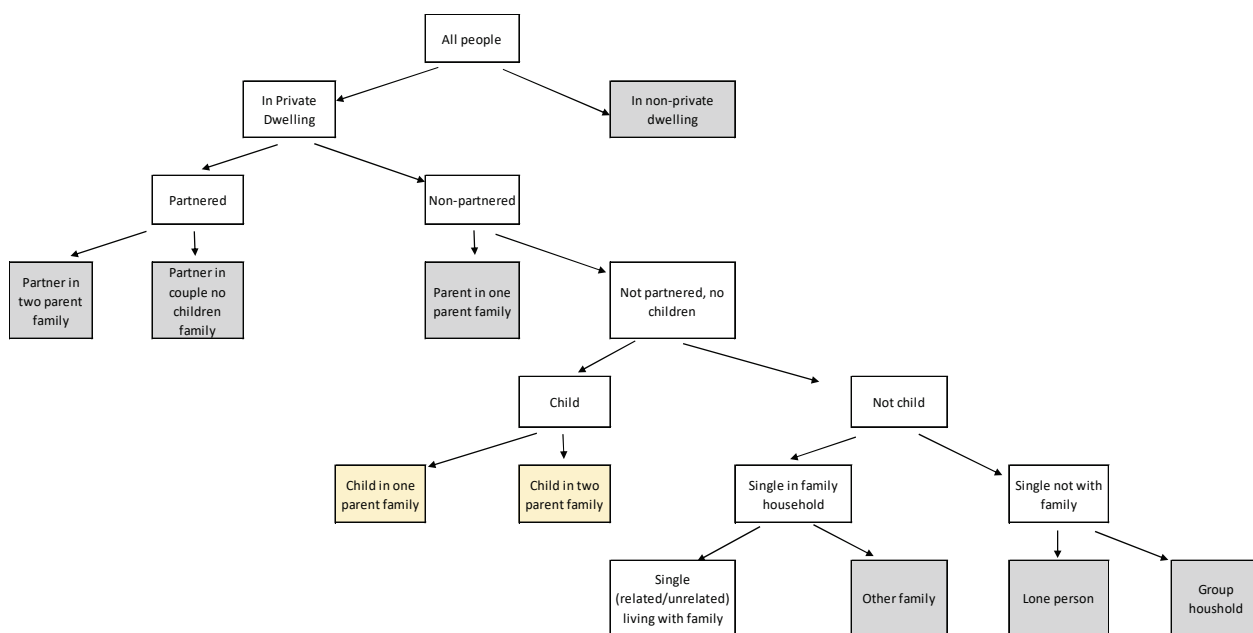 All people
In Private
Dwelling
In non-private
dwelling
Partnered
Non-partnered
Partner in
two parent
family
Partner in
couple no
children
family
Parent in one
parent family
Not partnered, no
children
Child
Not child
Child in one
parent family
Child in two
parent family
Single in family
household
Single not with
family
Single
(related/unrelated)
living with family
Other family
Lone person
Group
houshold